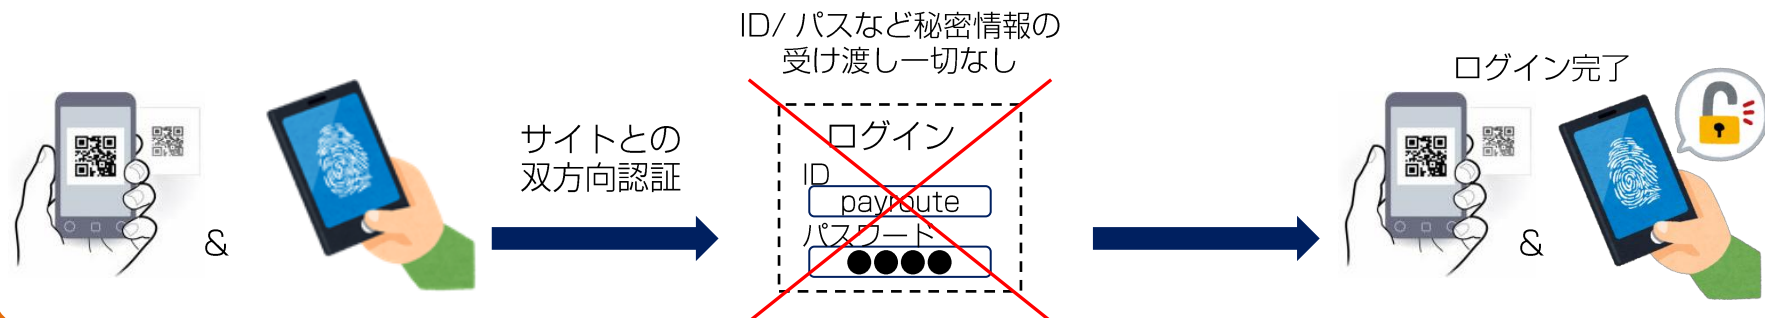 &
サイトとの
双方向認証
ID/ パスなど秘密情報の
受け渡し一切なし
ログイン
ID
payroute
パスワード
●●●●
ログイン完了
&